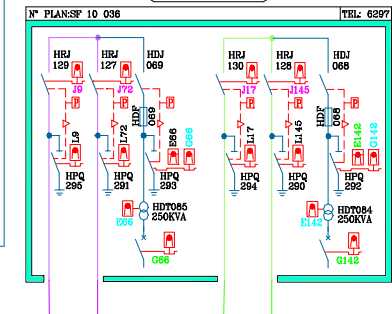 N° PLAN:SF 10 036
TEL: 6297
HRJ 129
HRJ 127
HDJ 069
HRJ 130
HRJ 128
HDJ 068
J9
J72
J17
J145
P
P
P
P
P
P
HDF 069
HDF 068
L9
L72
E66
G66
L17
L145
E142
G142
HPQ 295
HPQ 291
HPQ 293
HPQ 294
HPQ 290
HPQ 292
HDT085 250KVA
HDT084 250KVA
E66
E142
G66
G142